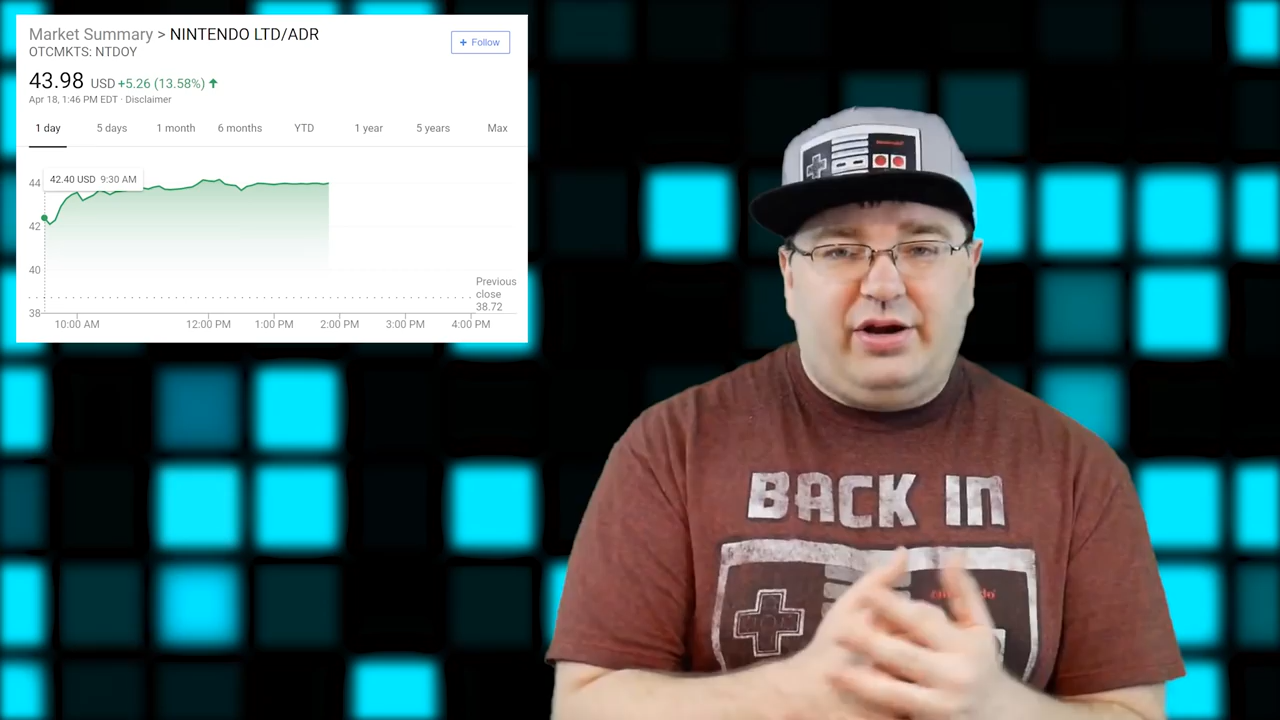 Market Summary > NINTENDO LTD/ADR
OTCMKTS: NTDOY
+ Follow
43.98 USD +5.26 (13.58%) ↑
Apr 18, 1:46 PM EDT · Disclaimer
1 day 5 days 1 month 6 months YTD 1 year 5 years Max
42.40 USD 9:30 AM
44
42
40
38
Previous
close
38.72
10:00 AM 12:00 PM 1:00 PM 2:00 PM 3:00 PM 4:00 PM
BACK IN